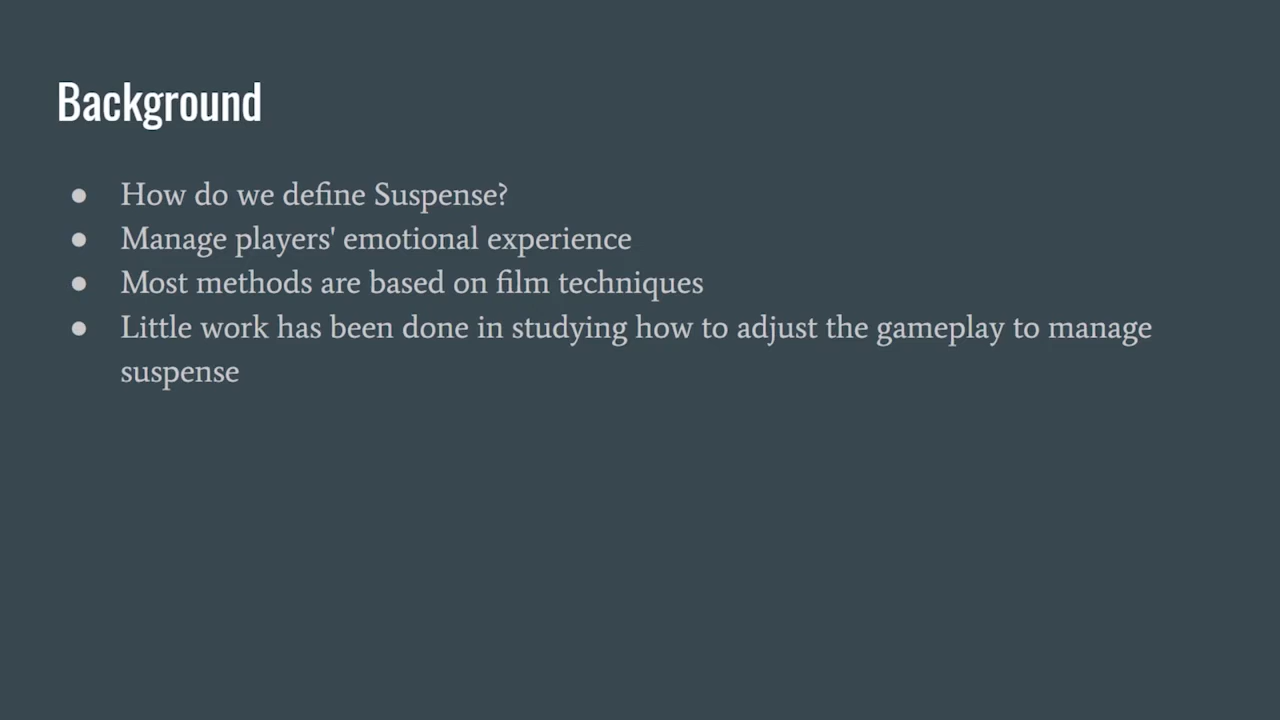 Background
● How do we define Suspense?
● Manage players' emotional experience
● Most methods are based on film techniques
● Little work has been done in studying how to adjust the gameplay to manage
suspense